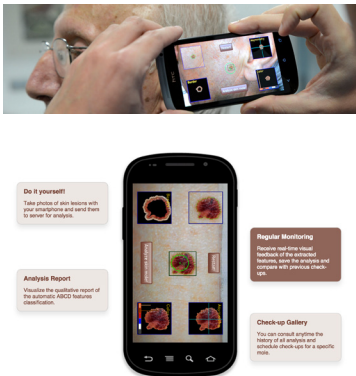 hTC
Do it yourself!
Take photos of skin lesions with
your smartphone and send them
to server for analysis.
Regular Monitoring
Receive real-time visual
feedback of the extracted
features, save the analysis and
compare with previous check-
ups.
Analysis Report
Visualize the qualitative report of
the automatic ABCD features
classification.
Check-up Gallery
You can consult anytime the
history of all analysis and
schedule check-ups for a specific
mole.